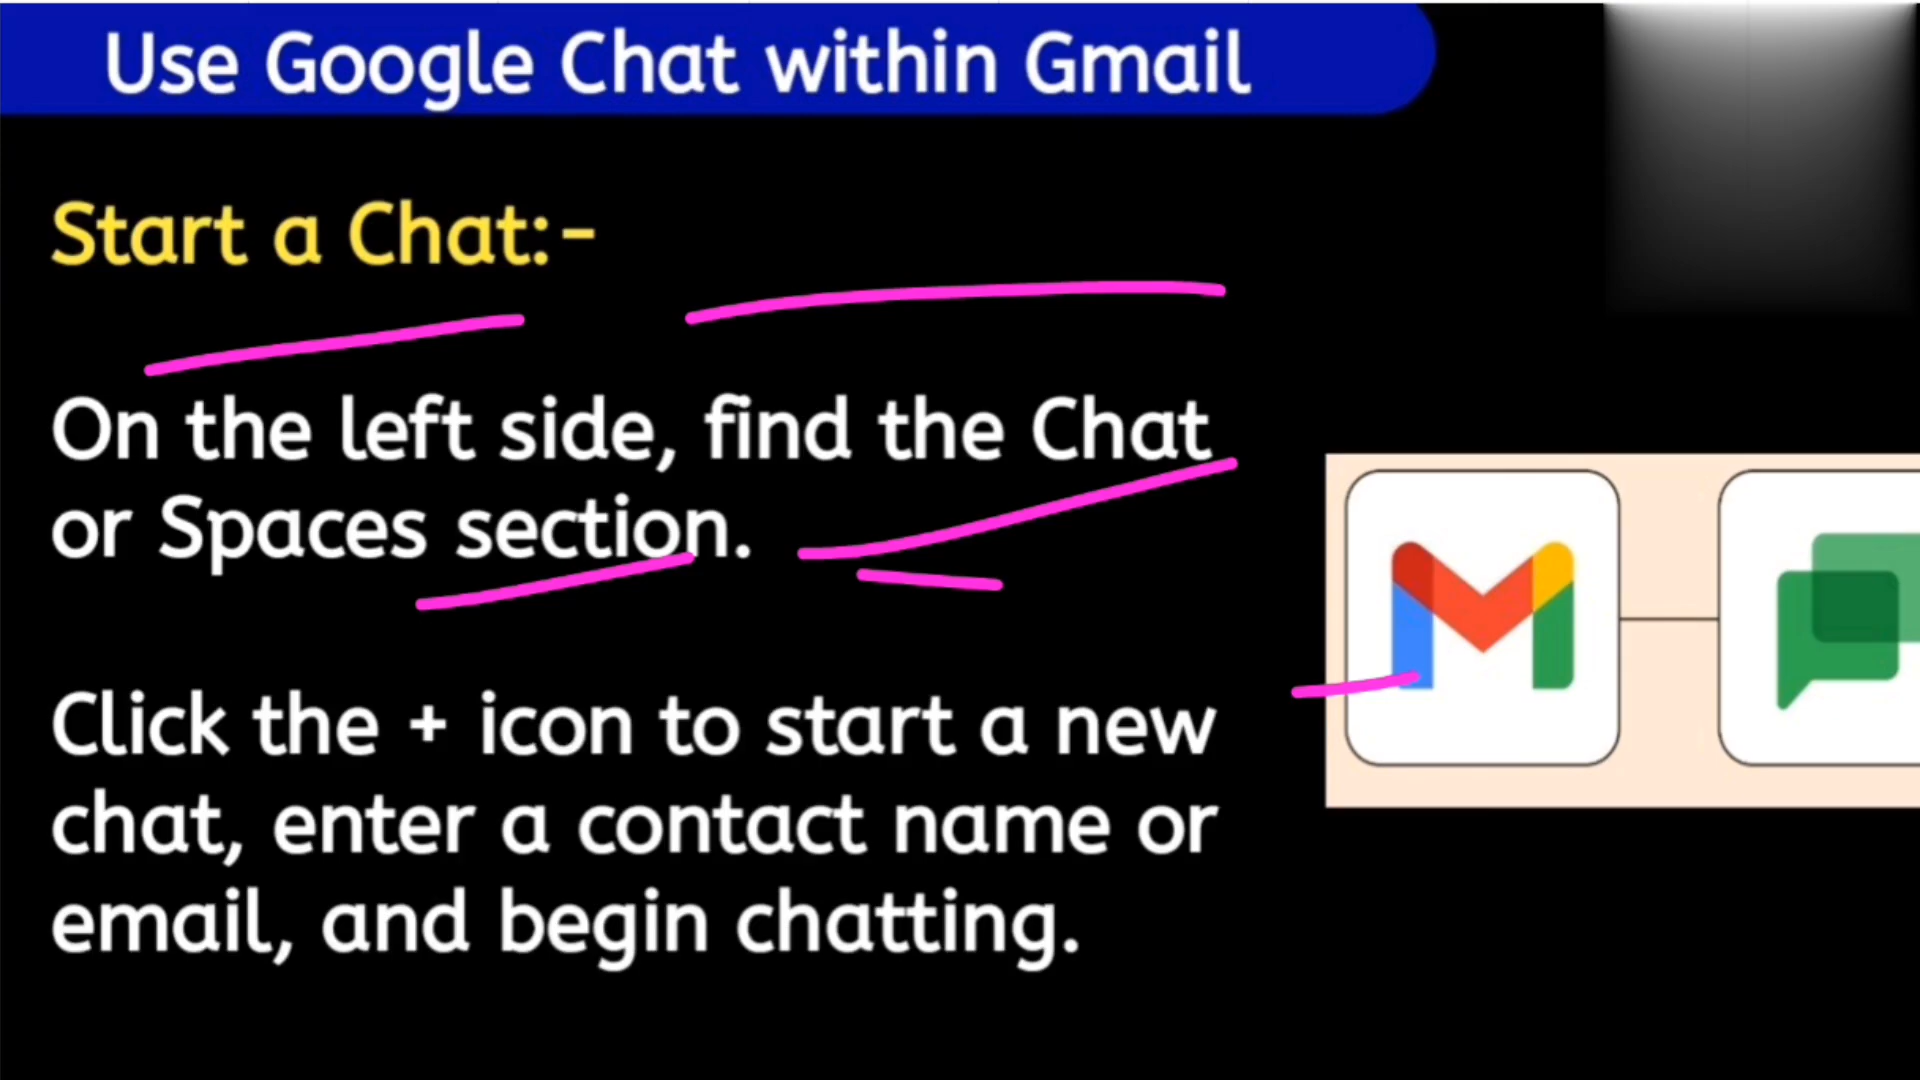 Use Google Chat within Gmail
Start a Chat:-
On the left side, find the Chat
or Spaces section.
Click the + icon to start a new
chat, enter a contact name or
email, and begin chatting.